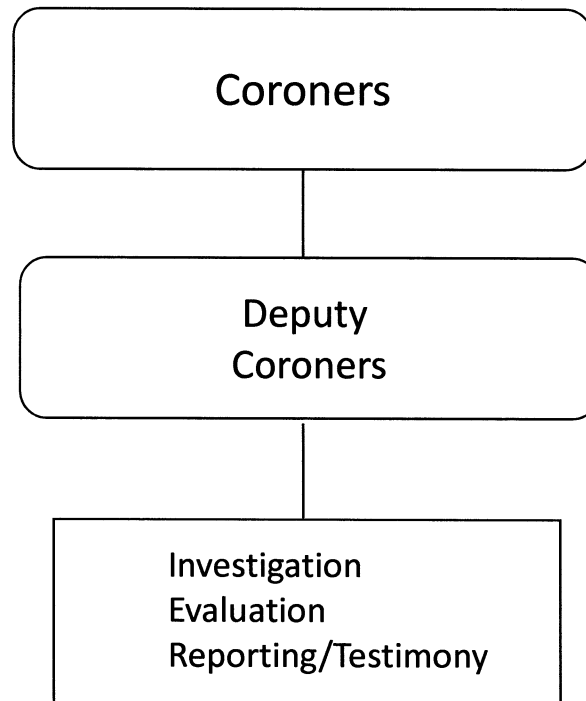 Coroners
Deputy
Coroners
Investigation
Evaluation
Reporting/Testimony